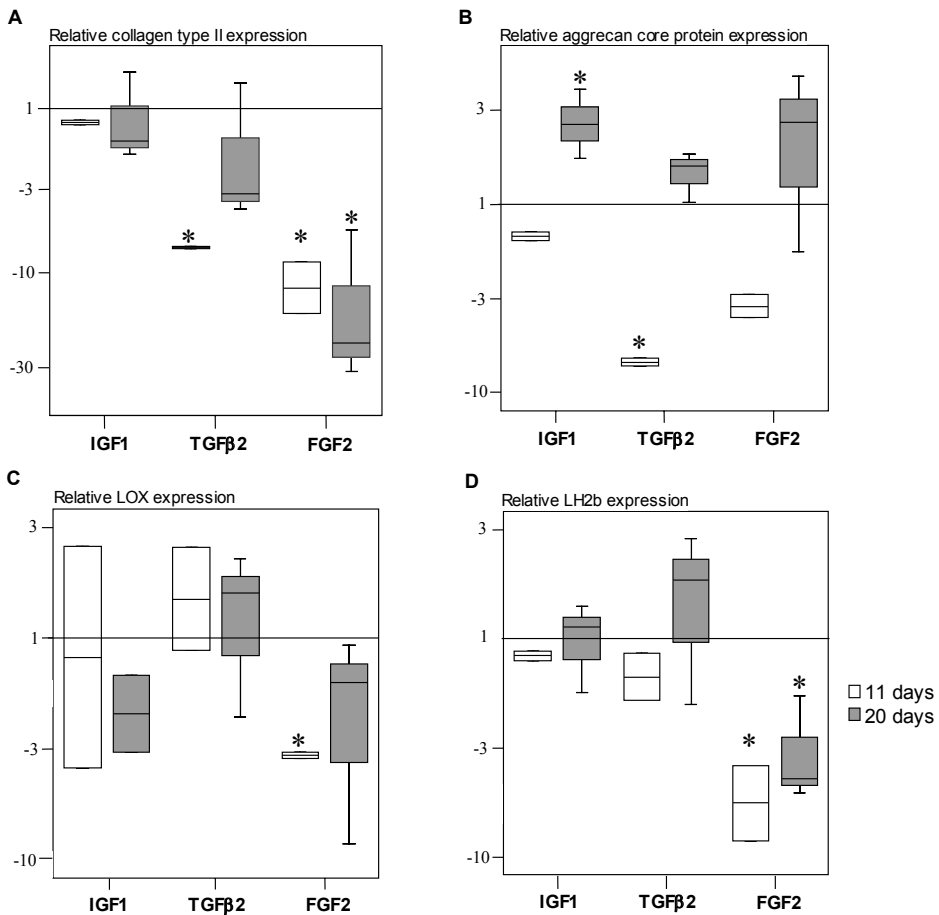 A
Relative collagen type II expression
1
-3
-10
-30
*
*
*
IGF1 TGFβ2 FGF2
B
Relative aggrecan core protein expression
3
1
-3
-10
*
*
IGF1 TGFβ2 FGF2
C
Relative LOX expression
3
1
-3
-10
*
IGF1 TGFβ2 FGF2
D
Relative LH2b expression
3
1
-3
-10
*
*
IGF1 TGFβ2 FGF2
11 days
20 days